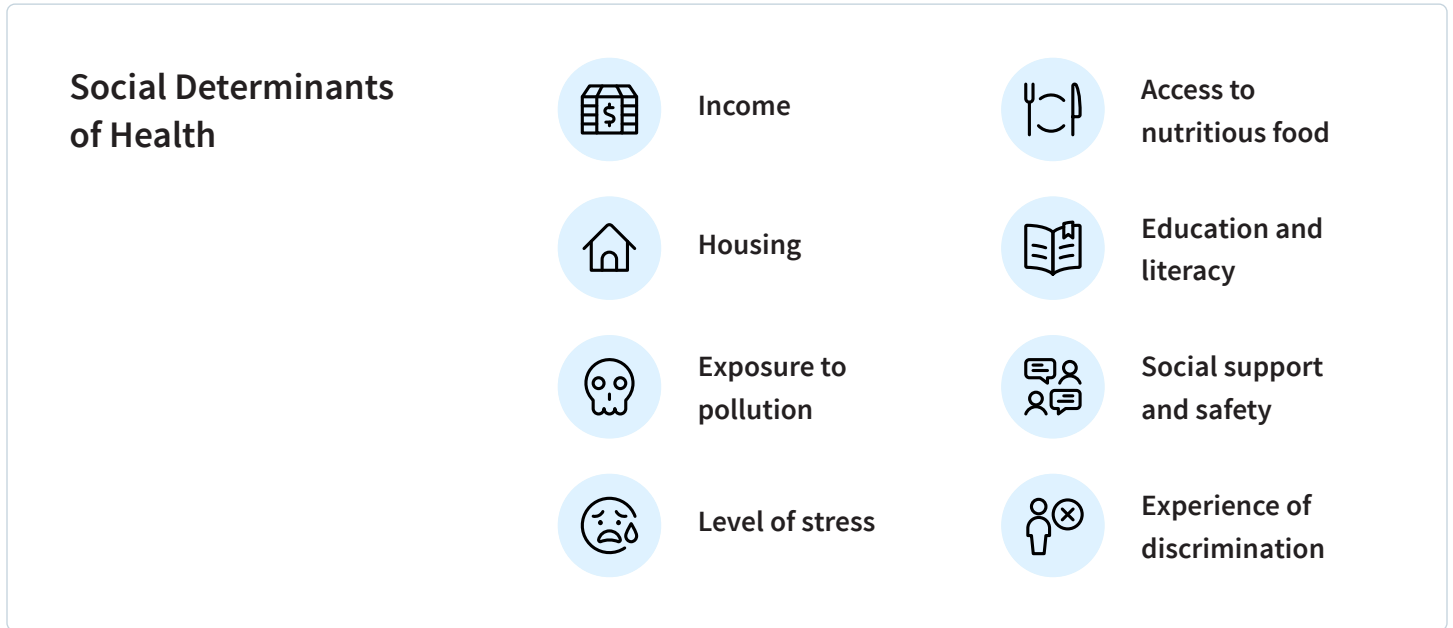 Social Determinants
of Health
$
Income
Housing
Exposure to
pollution
Level of stress
Access to
nutritious food
Education and
literacy
Social support
and safety
Experience of
discrimination